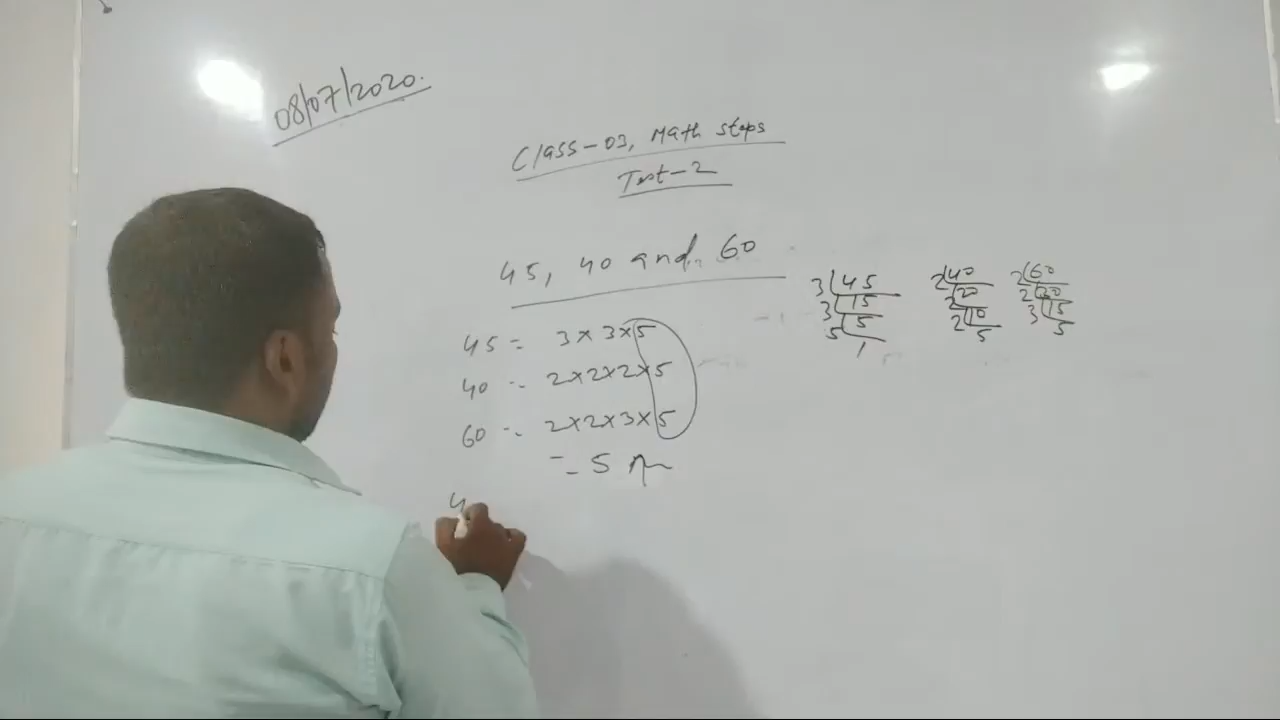 08/07/2020.
Class-03, Math steps
Test-2
45, 40 and 60
45 = 3×3×5
40 = 2×2×2×5
60 = 2×2×3×5
= 5
4
3 45
3 15
5 5
1
2 40
2 20
2 10
5
2 60
2 30
3 15
5